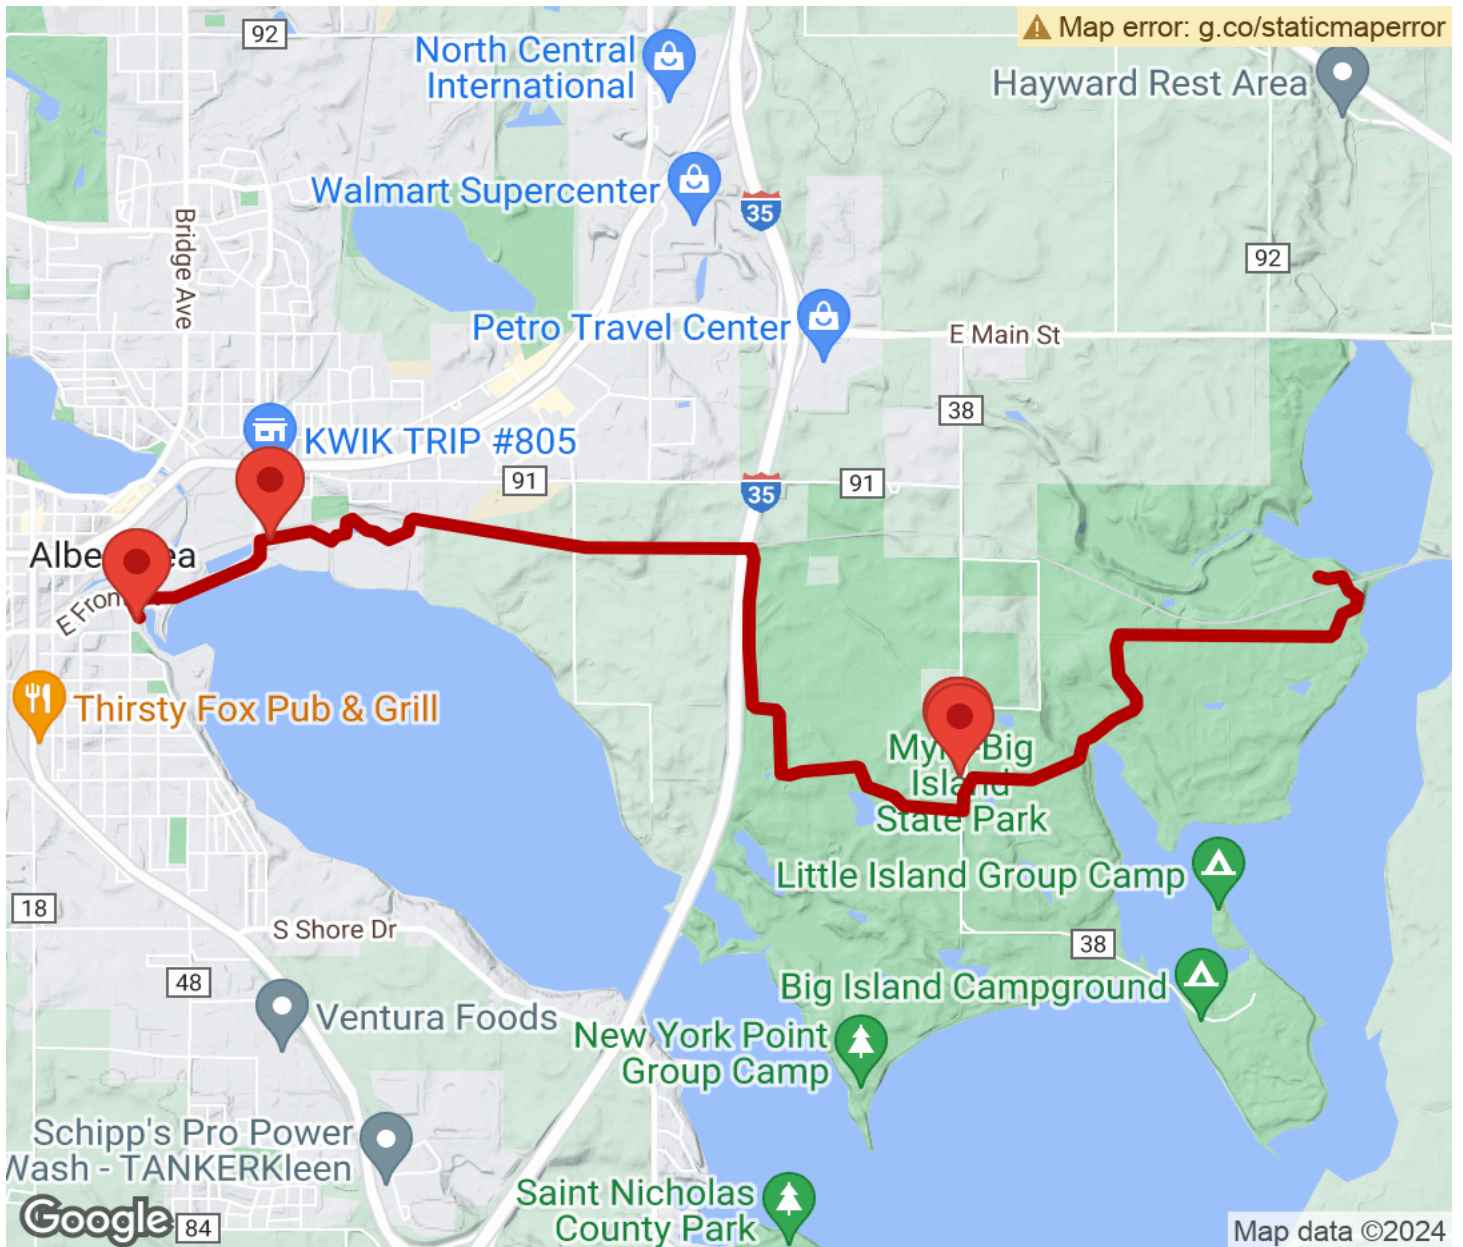 92
Map error: g.co/staticmaperror
North Central
International
Hayward Rest Area
Walmart Supercenter
35
Bridge Ave
92
Petro Travel Center
E Main St
38
KWIK TRIP #805
91
91
35
Albe
ea
E Fron
Thirsty Fox Pub & Grill
My
Big
Island
State Park
Little Island Group Camp
18
S Shore Dr
38
48
Big Island Campground
Ventura Foods
New York Point
Group Camp
Schipp's Pro Power
Wash - TANKERKleen
Saint Nicholas
County Park
Google
84
Map data ©2024